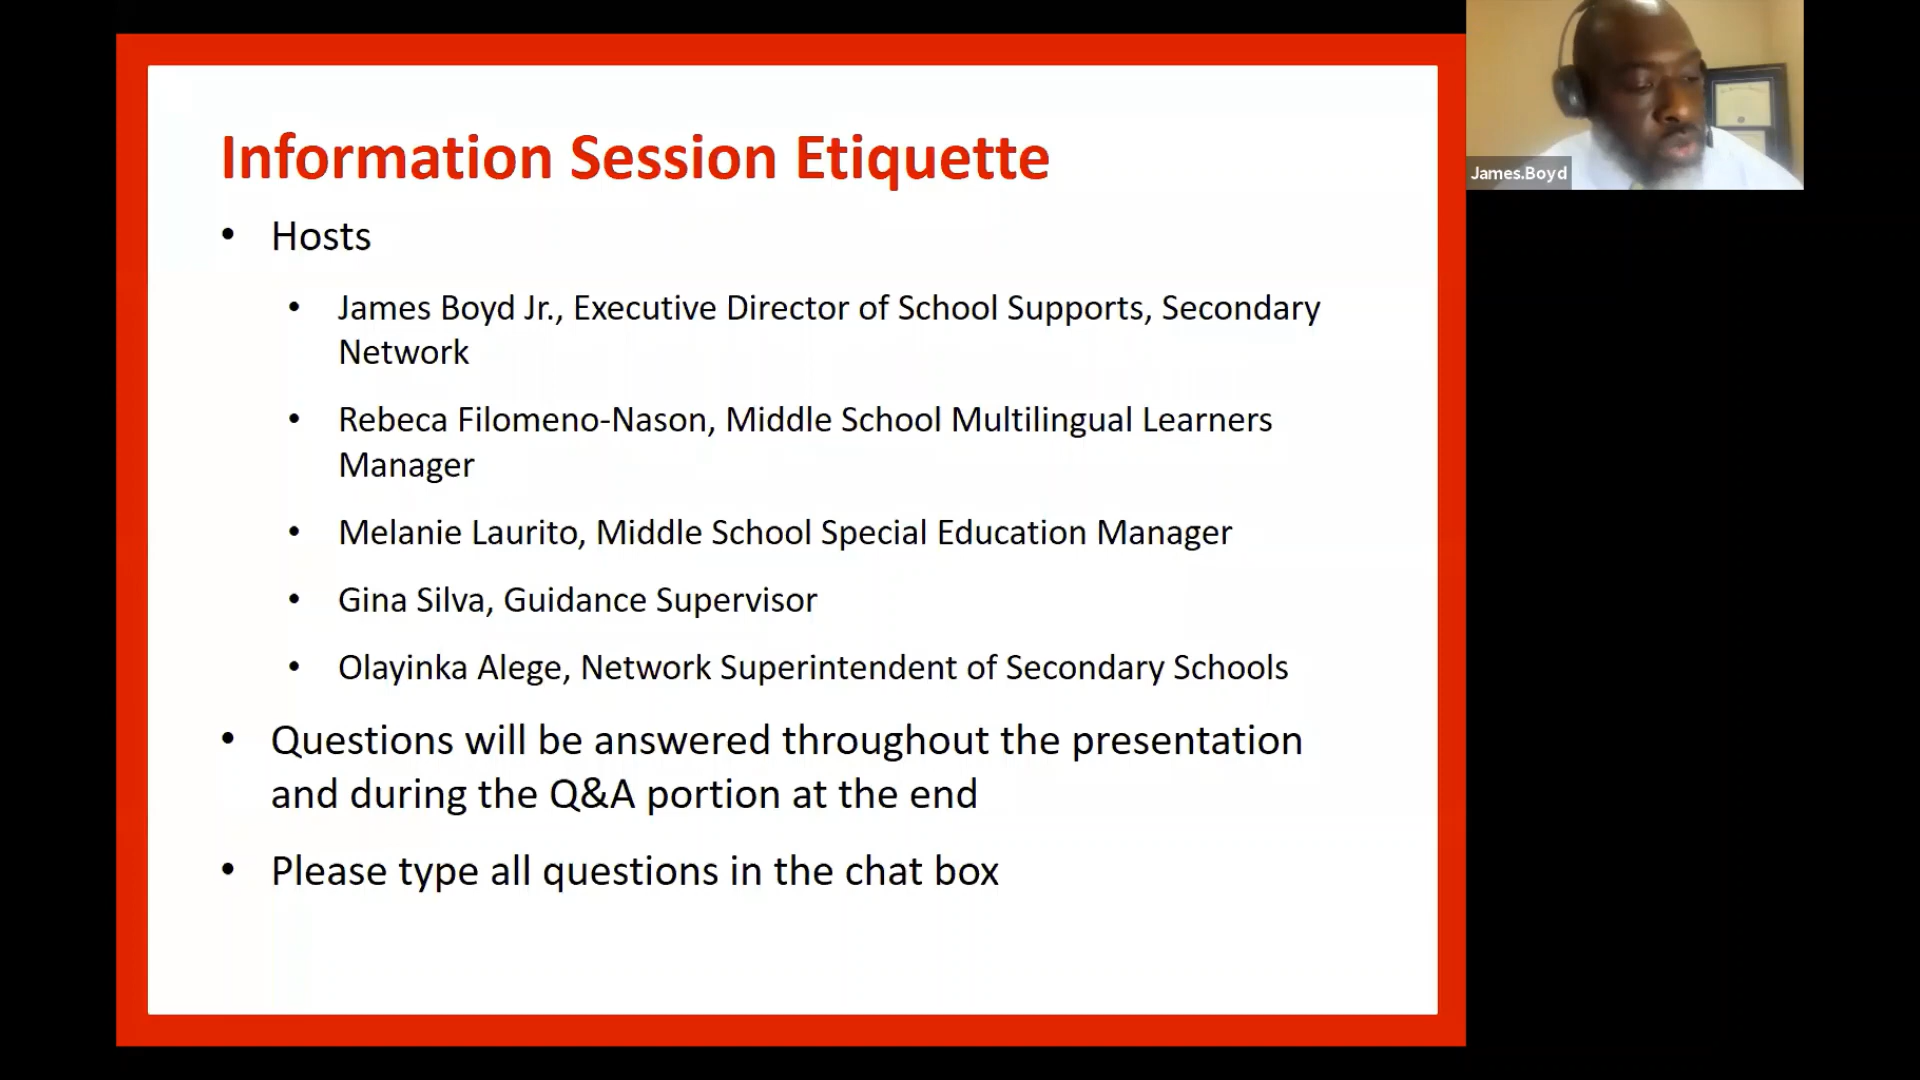 Information Session Etiquette
• Hosts
• James Boyd Jr., Executive Director of School Supports, Secondary
Network
• Rebeca Filomeno-Nason, Middle School Multilingual Learners
Manager
• Melanie Laurito, Middle School Special Education Manager
• Gina Silva, Guidance Supervisor
• Olayinka Alege, Network Superintendent of Secondary Schools
• Questions will be answered throughout the presentation
and during the Q&A portion at the end
• Please type all questions in the chat box
James.Boyd